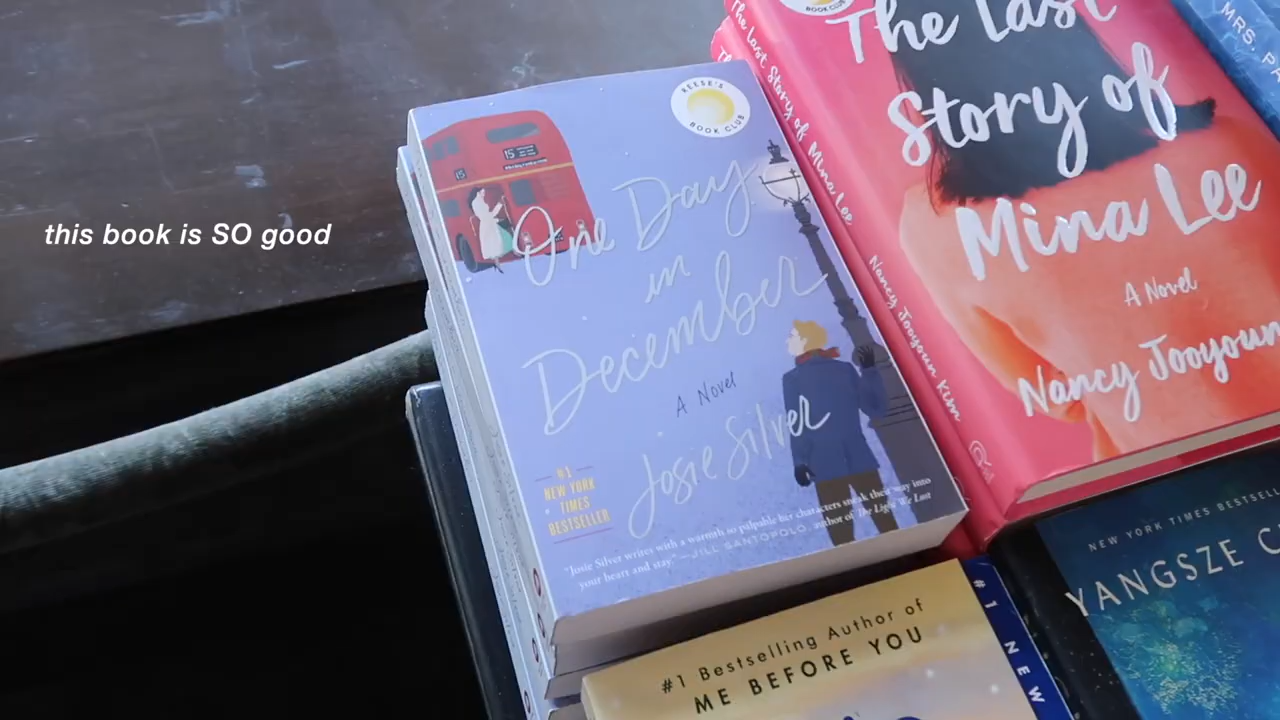 this book is SO good
REESE'S
BOOK CLUB
15
15
One Day
in
December
A Novel
Josie Silver
#1
NEW YORK
TIMES
BESTSELLER
"Josie Silver writes with a warmth so palpable her characters sneak their way into
your hearts and stay."—JILL SANTOPOLO, author of The Light We Lost
BOOK CLUB
The Last
Story of
Mina Lee
A Novel
Nancy Jooyoun
The Last Story of Mina Lee
Nancy Jooyoun Kim
MRS. PA
#1 Bestselling Author of
ME BEFORE YOU
#1 NEW
NEW YORK TIMES BESTSELL
YANGSZE C